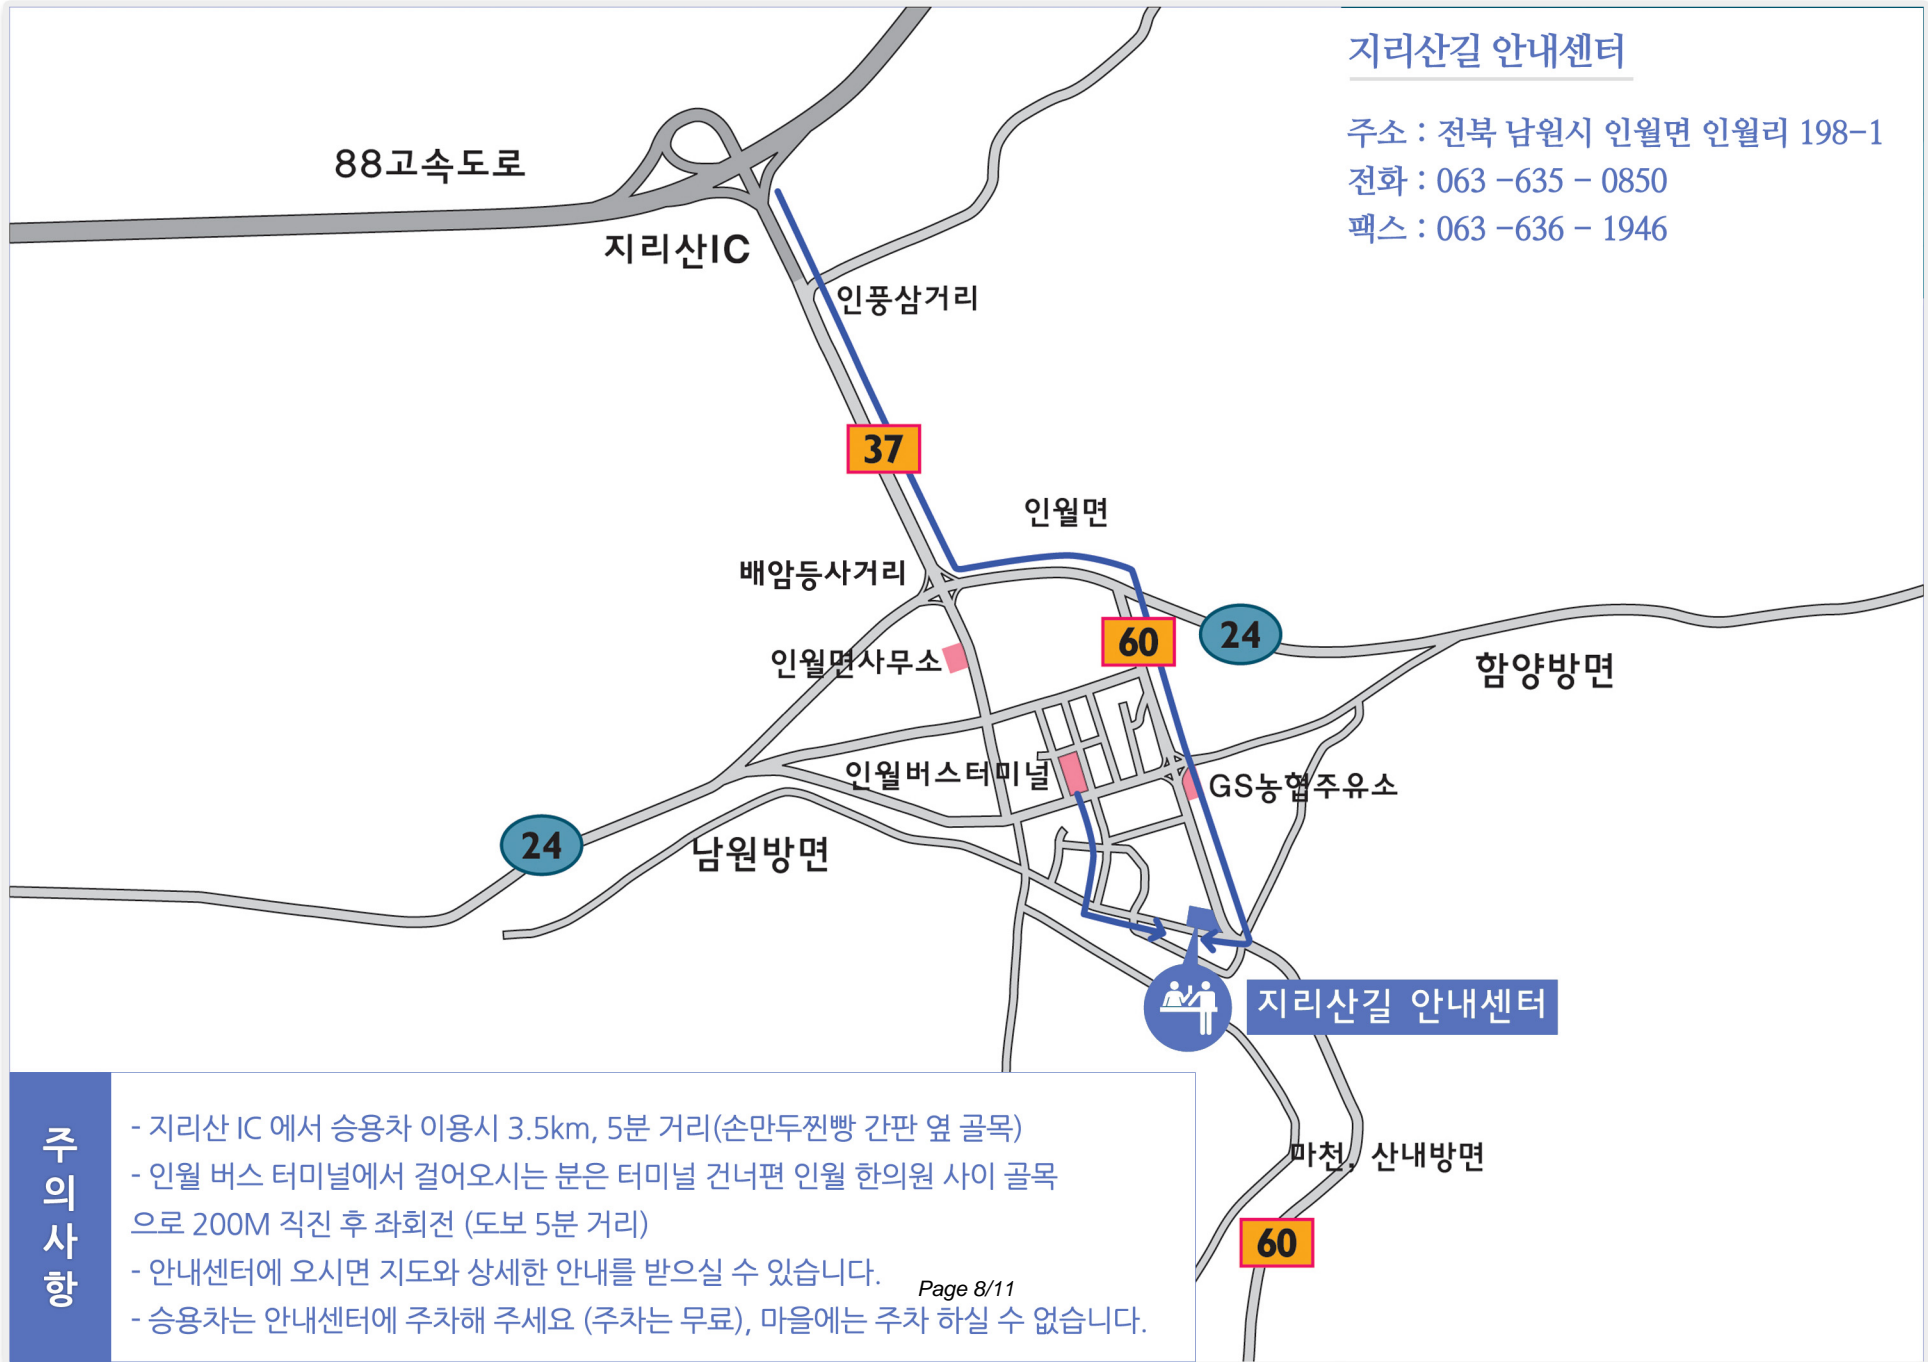 지리산길 안내센터
주소 : 전북 남원시 인월면 인월리 198-1
전화 : 063 -635 - 0850
팩스 : 063 -636 - 1946
88고속도로
지리산IC
인풍삼거리
37
인월면
배암등사거리
60
24
인월면사무소
함양방면
인월버스터미널
GS농협주유소
24
남원방면
지리산길 안내센터
마천, 산내방면
60
주의사항
- 지리산 IC 에서 승용차 이용시 3.5km, 5분 거리(손만두찐빵 간판 옆 골목)
- 인월 버스 터미널에서 걸어오시는 분은 터미널 건너편 인월 한의원 사이 골목
으로 200M 직진 후 좌회전 (도보 5분 거리)
- 안내센터에 오시면 지도와 상세한 안내를 받으실 수 있습니다.
Page 8/11
- 승용차는 안내센터에 주차해 주세요 (주차는 무료), 마을에는 주차 하실 수 없습니다.